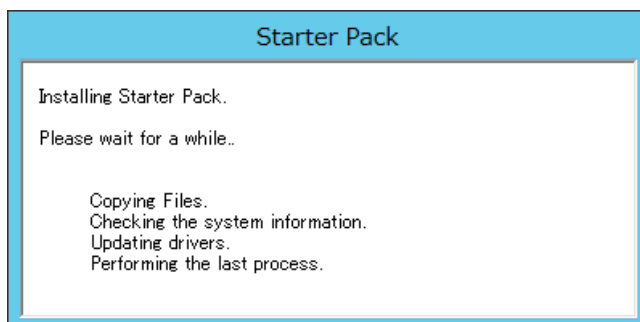 Starter Pack
Installing Starter Pack.
Please wait for a while..
Copying Files.
Checking the system information.
Updating drivers.
Performing the last process.